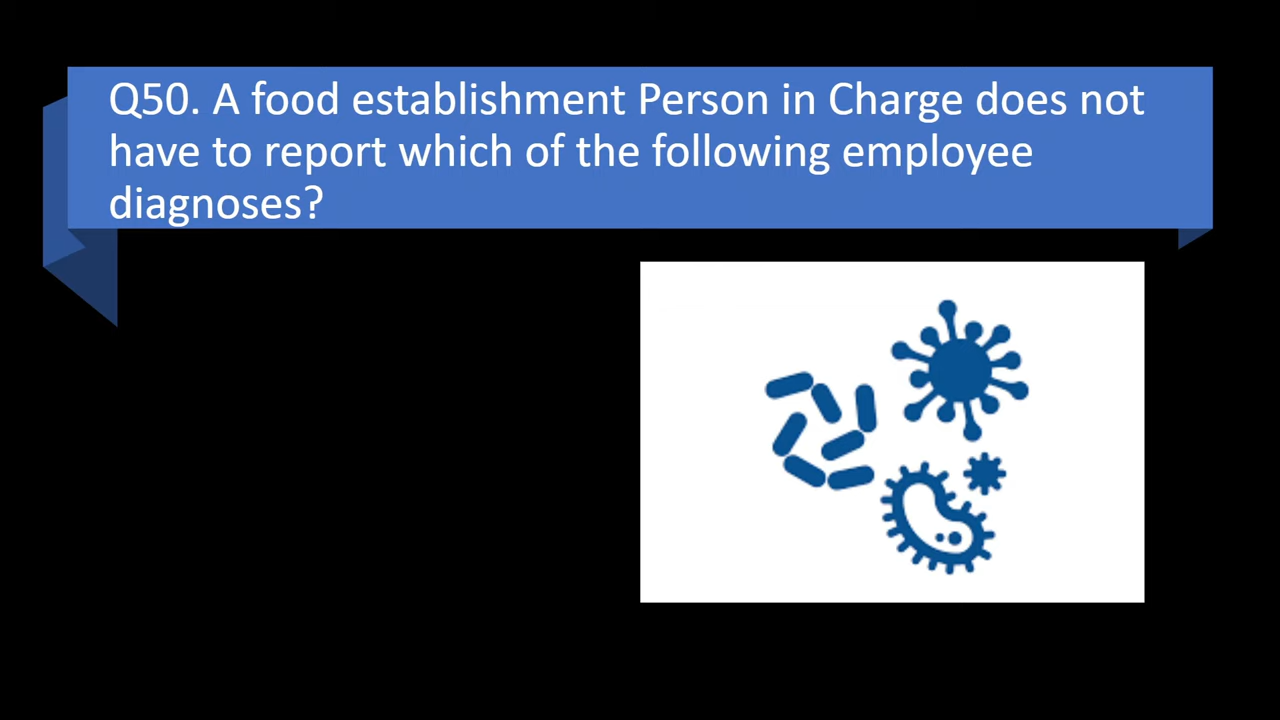 Q50. A food establishment Person in Charge does not
have to report which of the following employee
diagnoses?